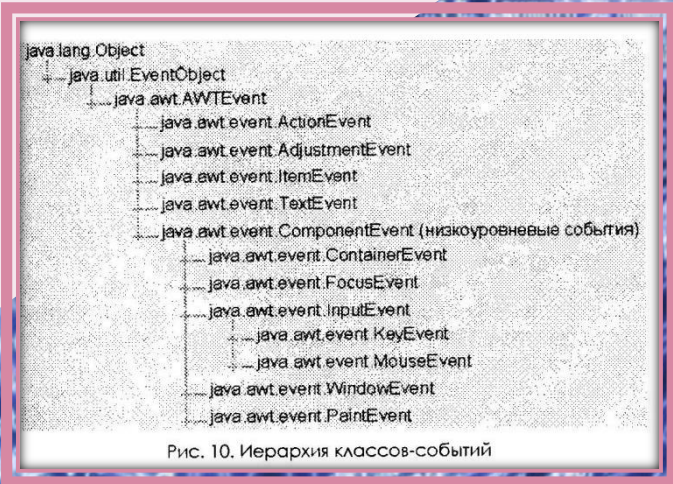 java.lang.Object
java.util.EventObject
java.awt.AWTEvent
java.awt.event.ActionEvent
java.awt.event.AdjustmentEvent
java.awt.event.ItemEvent
java.awt.event.TextEvent
java.awt.event.ComponentEvent (низкоуровневые события)
java.awt.event.ContainerEvent
java.awt.event.FocusEvent
java.awt.event.InputEvent
java.awt.event.KeyEvent
java.awt.event.MouseEvent
java.awt.event.WindowEvent
java.awt.event.PaintEvent
Рис. 10. Иерархия классов-событий